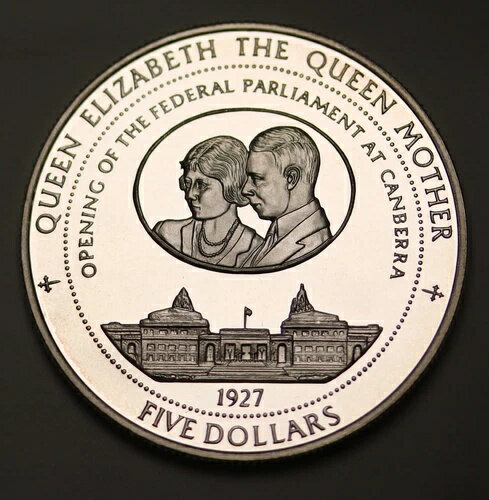 QUEEN ELIZABETH THE QUEEN MOTHER
OPENING OF THE FEDERAL PARLIAMENT AT CANBERRA
1927
FIVE DOLLARS